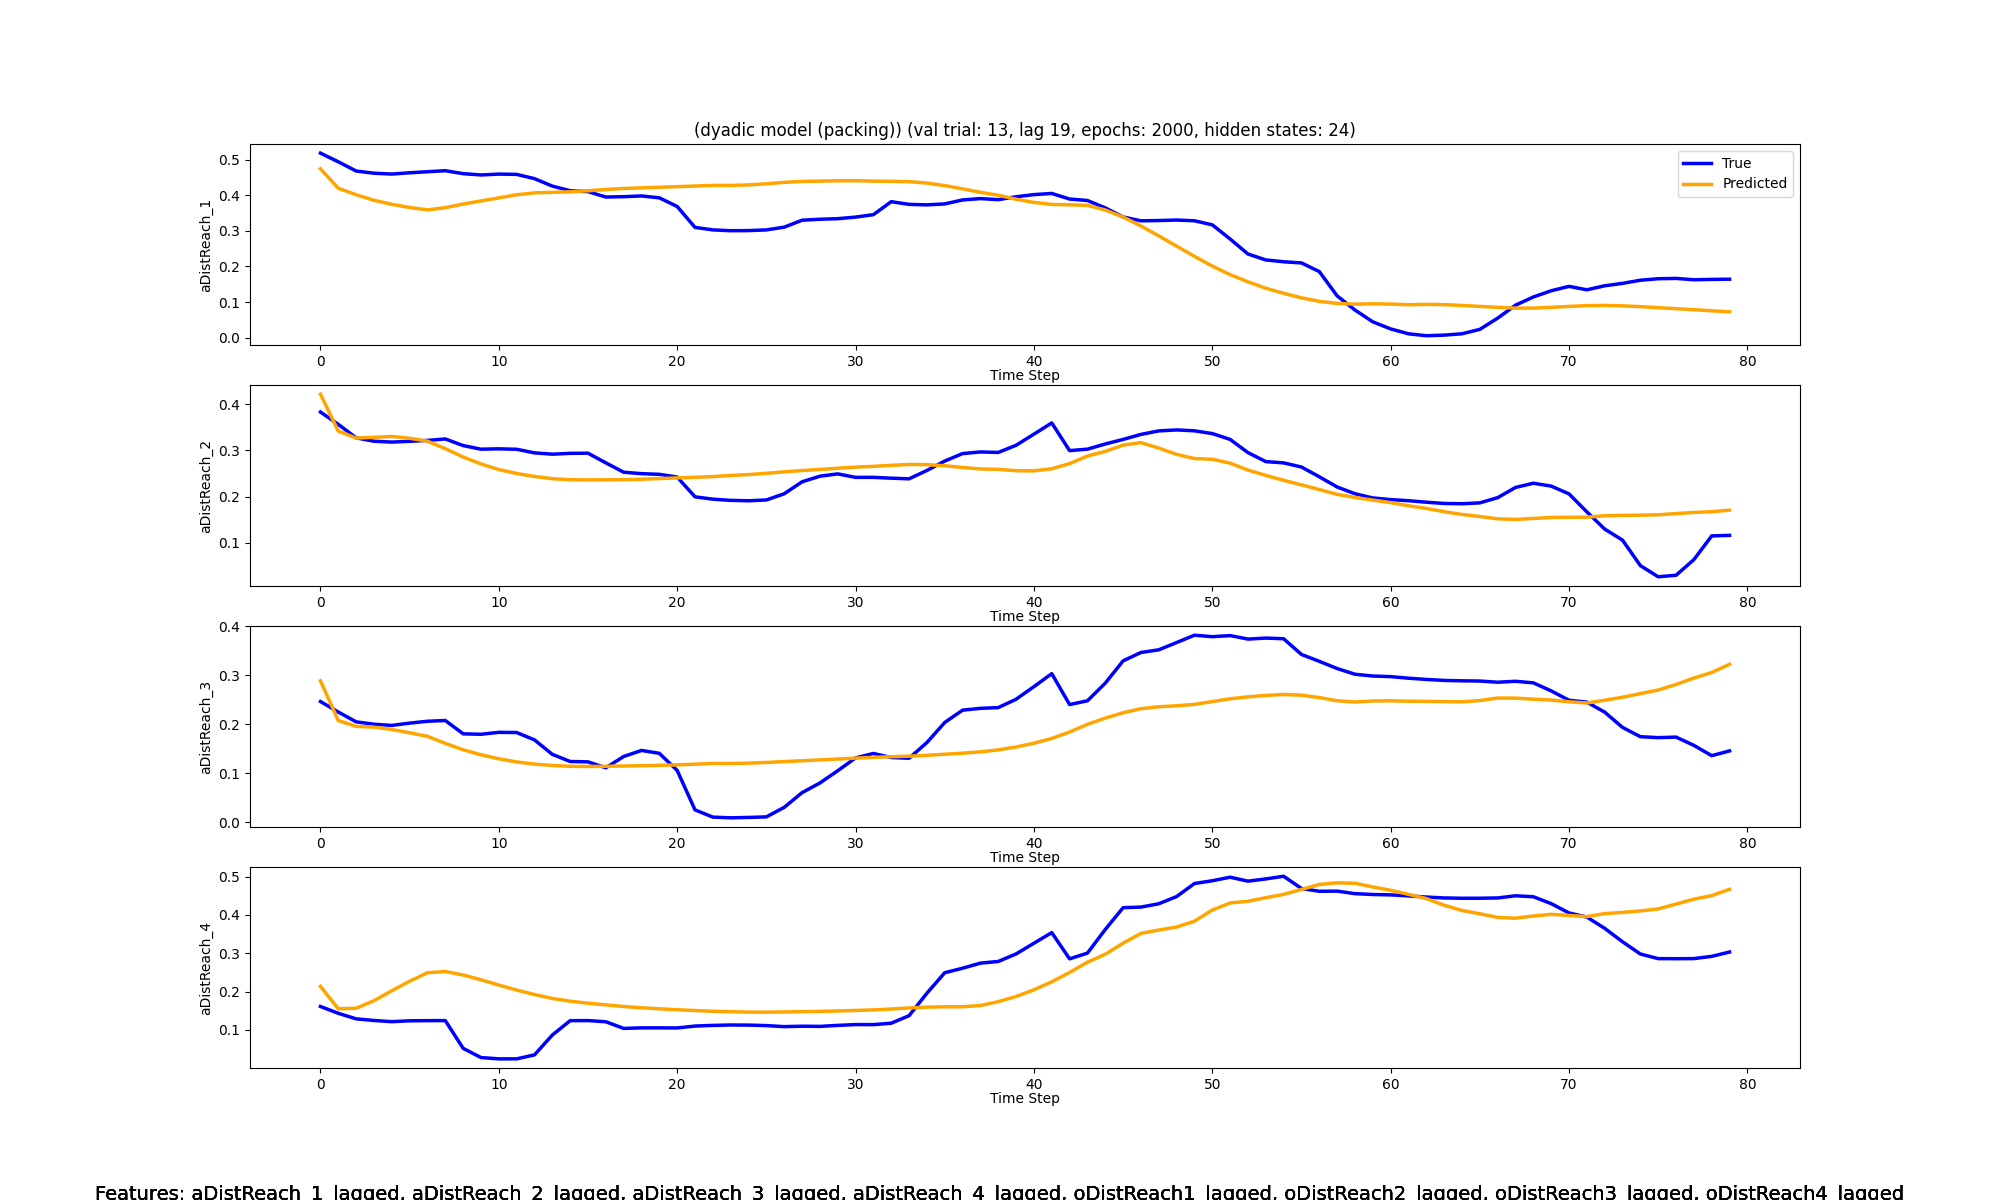 (dyadic model (packing)) (val trial: 13, lag 19, epochs: 2000, hidden states: 24)
True
Predicted
aDistReach_1
0.5
0.4
0.3
0.2
0.1
0.0
0 10 20 30 40 50 60 70 80
Time Step
aDistReach_2
0.4
0.3
0.2
0.1
0 10 20 30 40 50 60 70 80
Time Step
aDistReach_3
0.4
0.3
0.2
0.1
0.0
0 10 20 30 40 50 60 70 80
Time Step
aDistReach_4
0.5
0.4
0.3
0.2
0.1
0 10 20 30 40 50 60 70 80
Time Step
Features: aDistReach_1_lagged, aDistReach_2_lagged, aDistReach_3_lagged, aDistReach_4_lagged, oDistReach1_lagged, oDistReach2_lagged, oDistReach3_lagged, oDistReach4_lagged